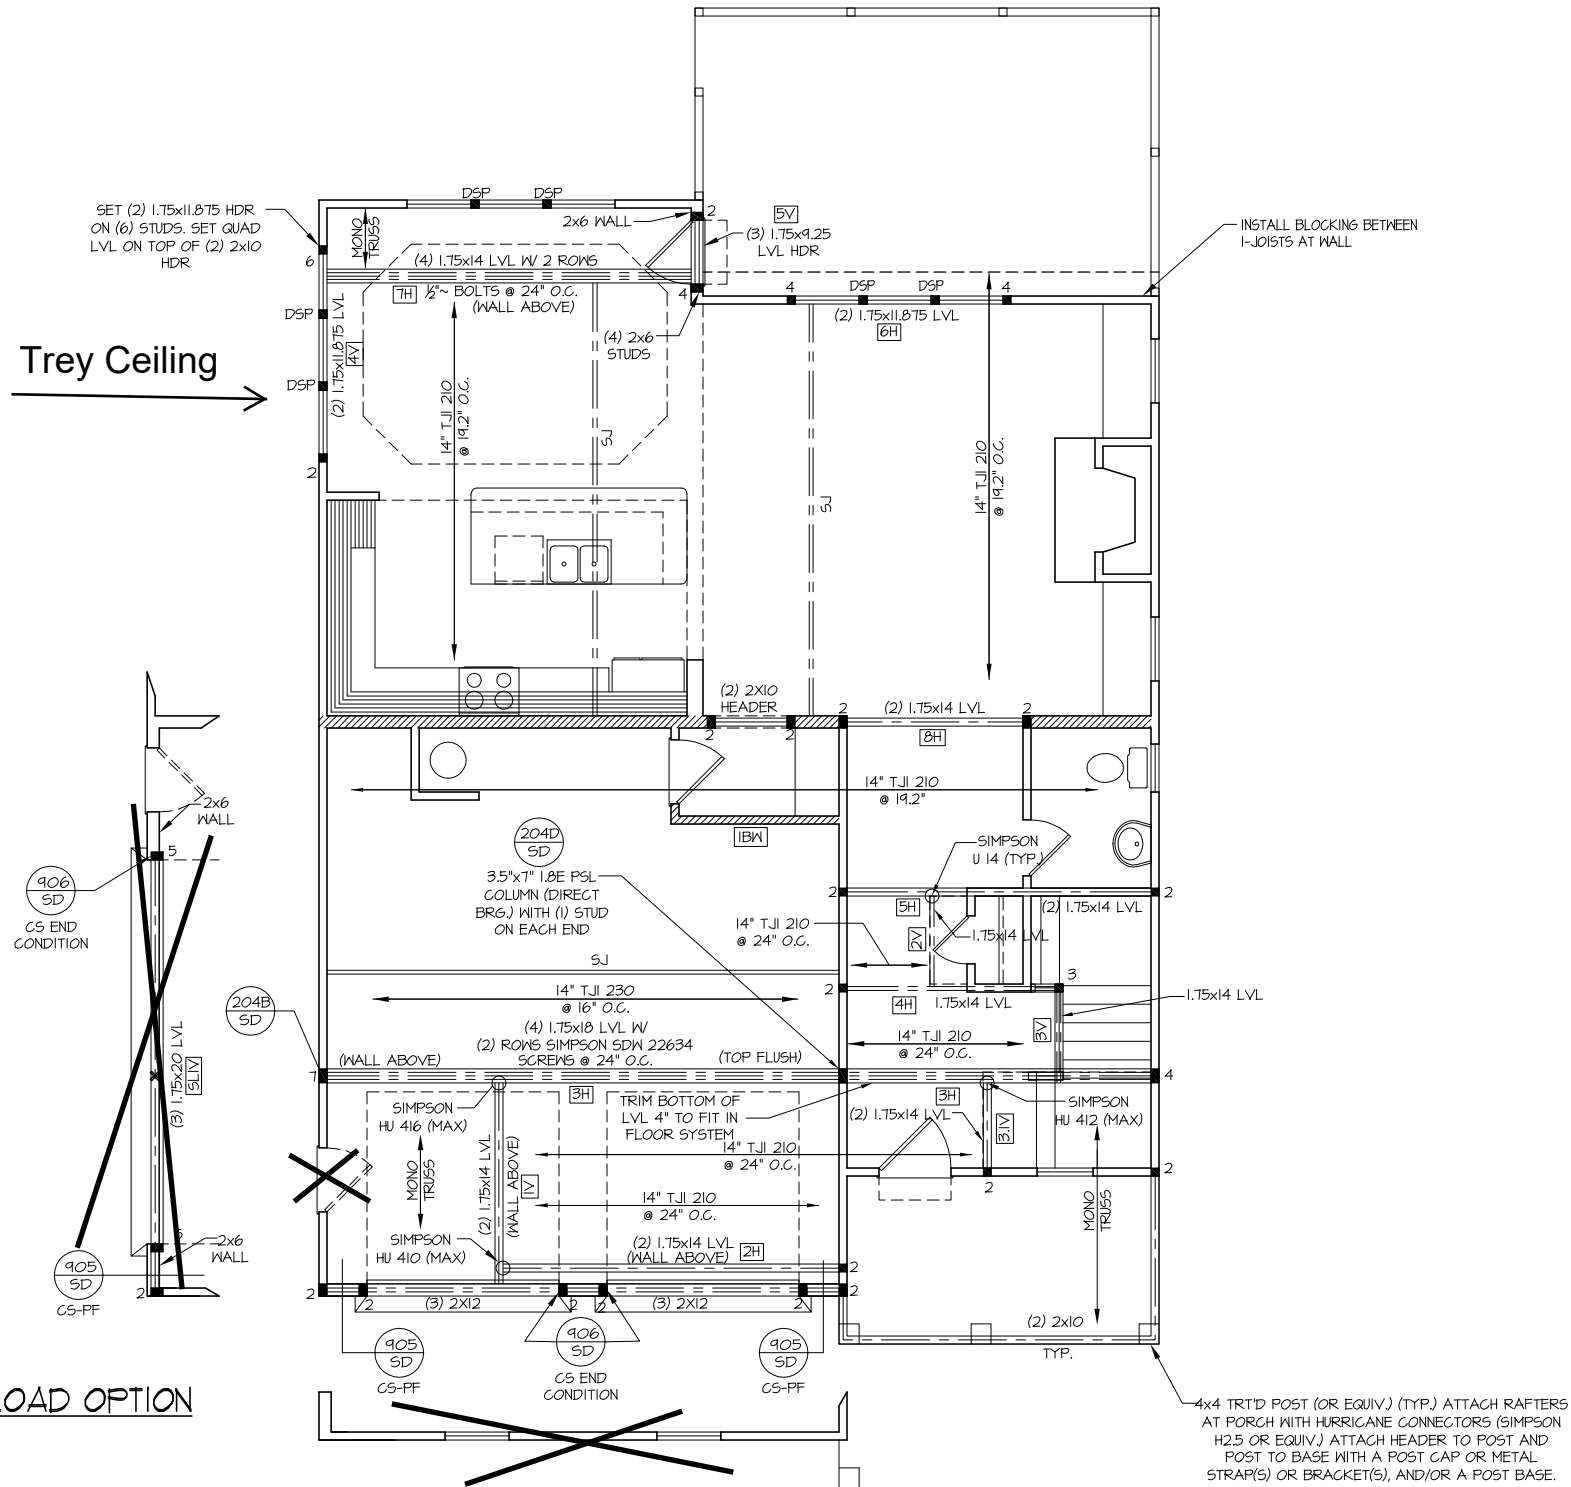 DSP
DSP
SET (2) 1.75x11.875 HDR
ON (6) STUDS. SET QUAD
LVL ON TOP OF (2) 2x10
HDR
6
MONO
TRUSS
2x6 WALL
2
5V
(3) 1.75x9.25
LVL HDR
INSTALL BLOCKING BETWEEN
I-JOISTS AT WALL
(4) 1.75x14 LVL W/ 2 ROWS
7H
½"~ BOLTS @ 24" O.C.
(WALL ABOVE)
4
4
DSP
DSP
4
(2) 1.75x11.875 LVL
6H
DSP
(2) 1.75x11.875 LVL
4V
(4) 2x6
STUDS
Trey Ceiling
DSP
14" TJI 210
@ 19.2" O.C.
SJ
SJ
14" TJI 210
@ 19.2" O.C.
2
(2) 2X10
HEADER
2
2
2
(2) 1.75x14 LVL
2
8H
14" TJI 210
@ 19.2"
2x6
WALL
5
906
SD
CS END
CONDITION
1BW
204D
SD
3.5"x7" 1.8E PSL
COLUMN (DIRECT
BRG.) WITH (1) STUD
ON EACH END
SIMPSON
U 14 (TYP.)
2
5H
(2) 1.75x14 LVL
2
14" TJI 210
@ 24" O.C.
2V
1.75x14 LVL
SJ
204B
SD
14" TJI 230
@ 16" O.C.
(4) 1.75x18 LVL W/
(2) ROWS SIMPSON SDW 22634
SCREWS @ 24" O.C.
(WALL ABOVE)
(TOP FLUSH)
2
4H
1.75x14 LVL
3
1.75x14 LVL
3V
14" TJI 210
@ 24" O.C.
(3) 1.75x20 LVL
SL1V
7
3H
4
SIMPSON
HU 416 (MAX)
TRIM BOTTOM OF
LVL 4" TO FIT IN
FLOOR SYSTEM
3H
(2) 1.75x14 LVL
3.1V
SIMPSON
HU 412 (MAX)
MONO
TRUSS
(2) 1.75x14 LVL
(WALL ABOVE)
1V
14" TJI 210
@ 24" O.C.
14" TJI 210
@ 24" O.C.
2
2
MONO
TRUSS
SIMPSON
HU 410 (MAX)
(2) 1.75x14 LVL
(WALL ABOVE)
2H
2
2
5
2x6
WALL
905
SD
CS-PF
2
2
2
(3) 2X12
2
2
(3) 2X12
2
(2) 2x10
TYP.
905
SD
CS-PF
906
SD
CS END
CONDITION
905
SD
CS-PF
LOAD OPTION
4x4 TRT'D POST (OR EQUIV.) (TYP.) ATTACH RAFTERS
AT PORCH WITH HURRICANE CONNECTORS (SIMPSON
H2.5 OR EQUIV.) ATTACH HEADER TO POST AND
POST TO BASE WITH A POST CAP OR METAL
STRAP(S) OR BRACKET(S), AND/OR A POST BASE.